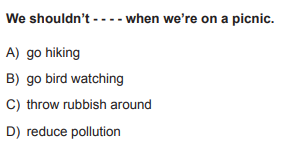 We shouldn't - - - - when we're on a picnic.
A) go hiking
B) go bird watching
C) throw rubbish around
D) reduce pollution